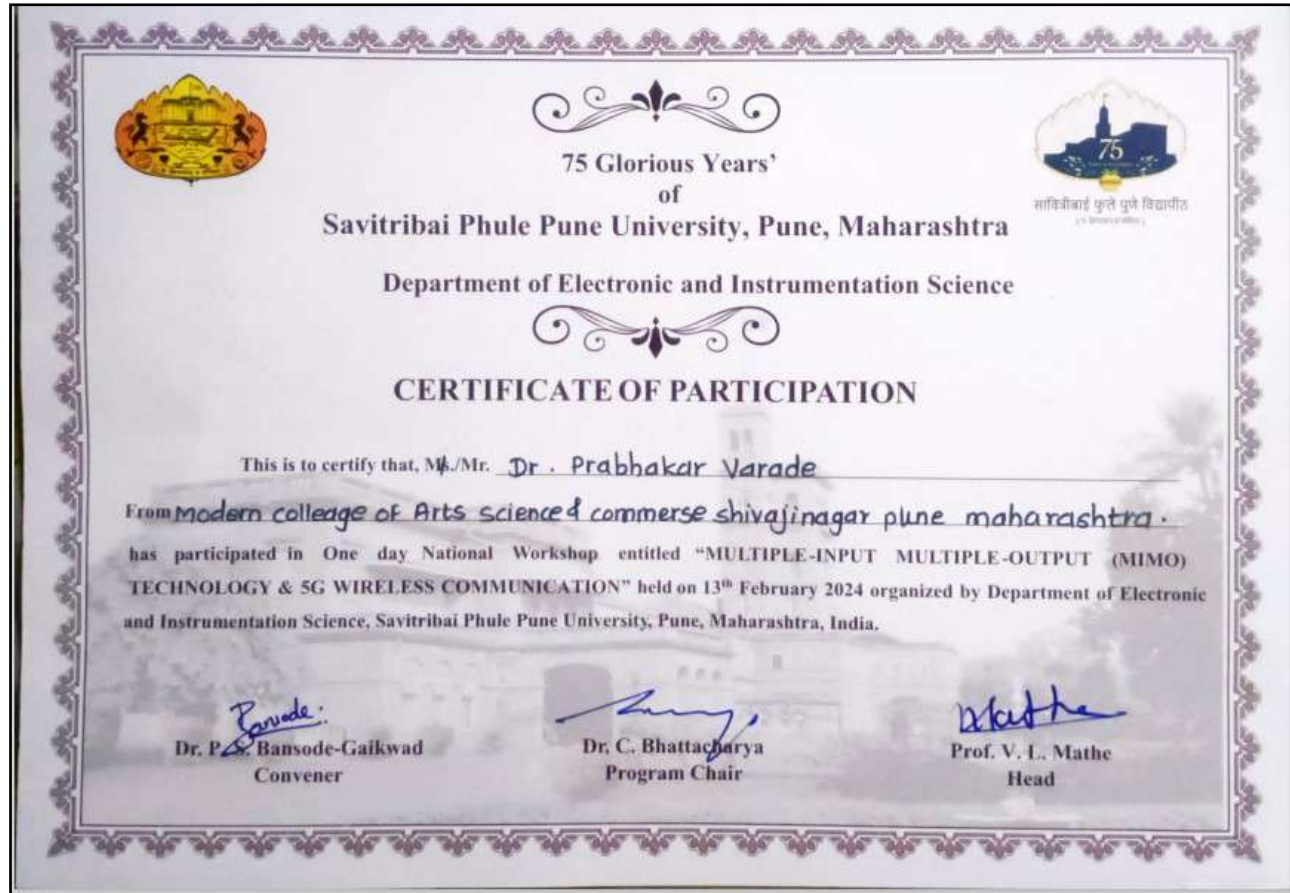 75 Glorious Years'
of
Savitribai Phule Pune University, Pune, Maharashtra
75
सावित्रीबाई फुले पुणे विद्यापीठ
Department of Electronic and Instrumentation Science
CERTIFICATE OF PARTICIPATION
This is to certify that, Ms./Mr. Dr. Prabhakar Varade
From Modern colleage of Arts science & commerse shivajinagar pune maharashtra.
has participated in One day National Workshop entitled “MULTIPLE-INPUT MULTIPLE-OUTPUT (MIMO)
TECHNOLOGY & 5G WIRELESS COMMUNICATION” held on 13th February 2024 organized by Department of Electronic
and Instrumentation Science, Savitribai Phule Pune University, Pune, Maharashtra, India.
Dr. P. Bansode-Gaikwad
Convener
Dr. C. Bhattacharya
Program Chair
Mathe
Prof. V. L. Mathe
Head